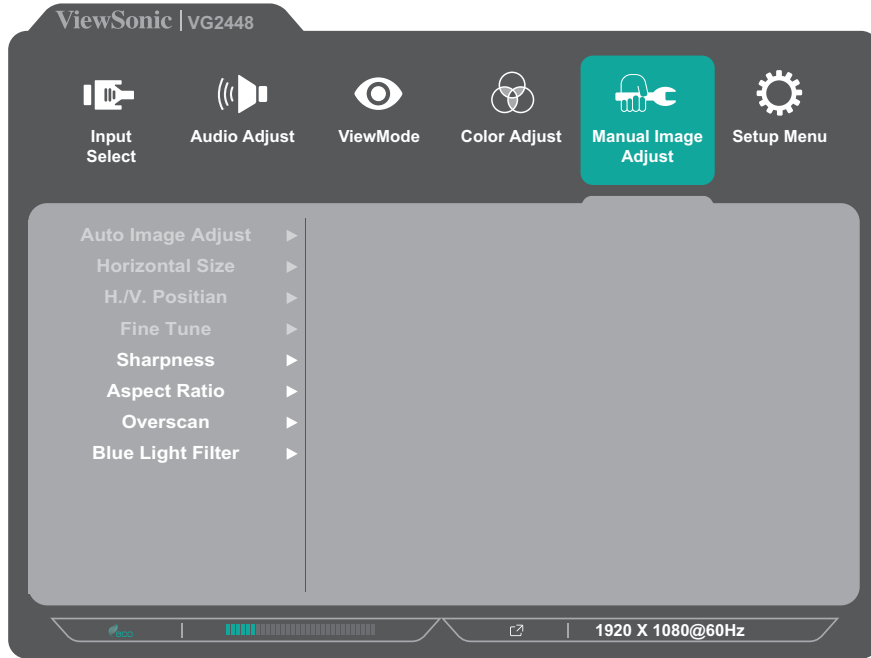 ViewSonic | VG2448
Input Select
Audio Adjust
ViewMode
Color Adjust
Manual Image Adjust
Setup Menu
Auto Image Adjust
Horizontal Size
H./V. Positian
Fine Tune
Sharpness
Aspect Ratio
Overscan
Blue Light Filter
eco
1920 X 1080@60Hz